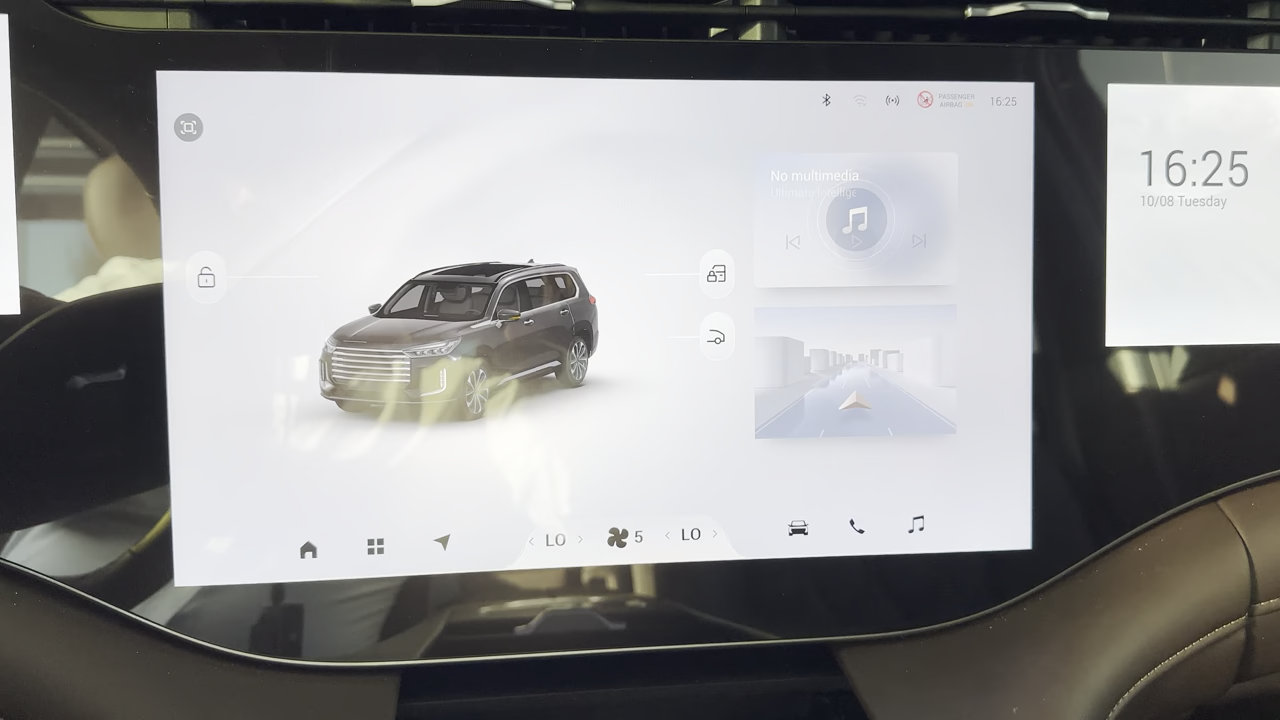 PASSENGER
AIRBAG
16:25
No multimedia
16:25
10/08 Tuesday
LO
5
LO